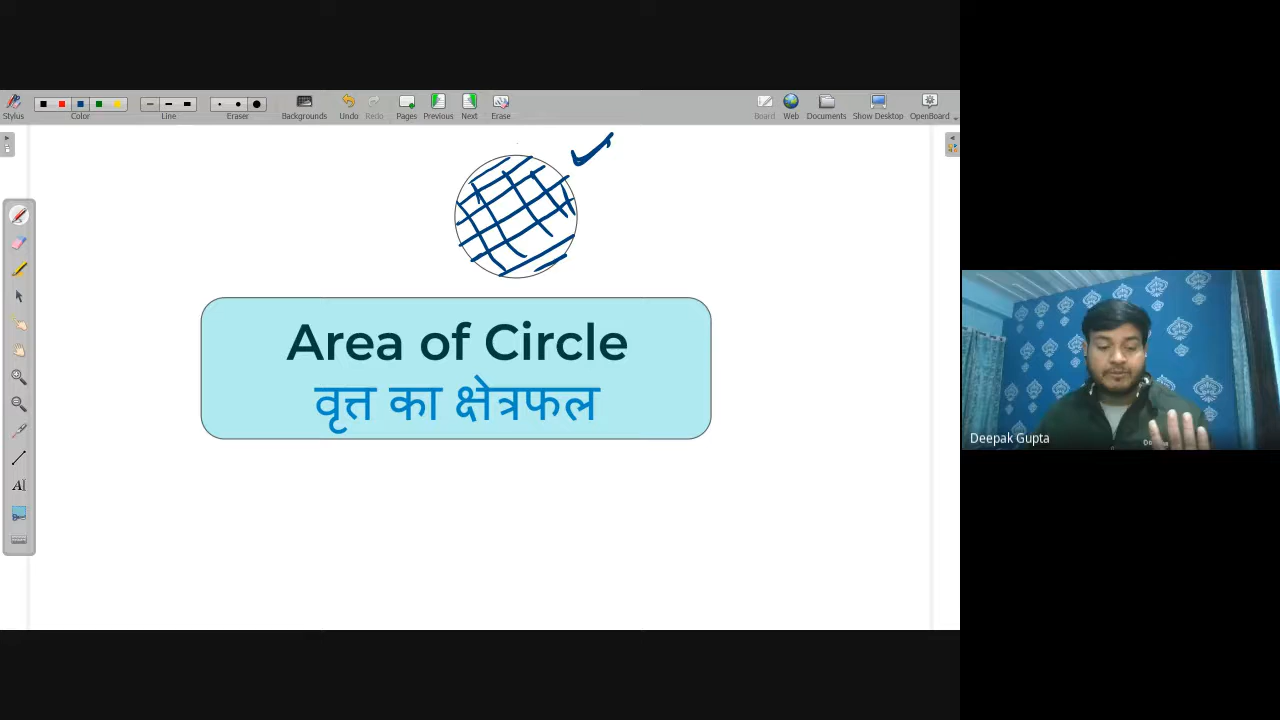 Stylus
Color
Line
Eraser
Backgrounds
Undo
Redo
Pages
Previous
Next
Erase
Board
Web
Documents
Show Desktop
OpenBoard
Area of Circle
वृत्त का क्षेत्रफल
Deepak Gupta